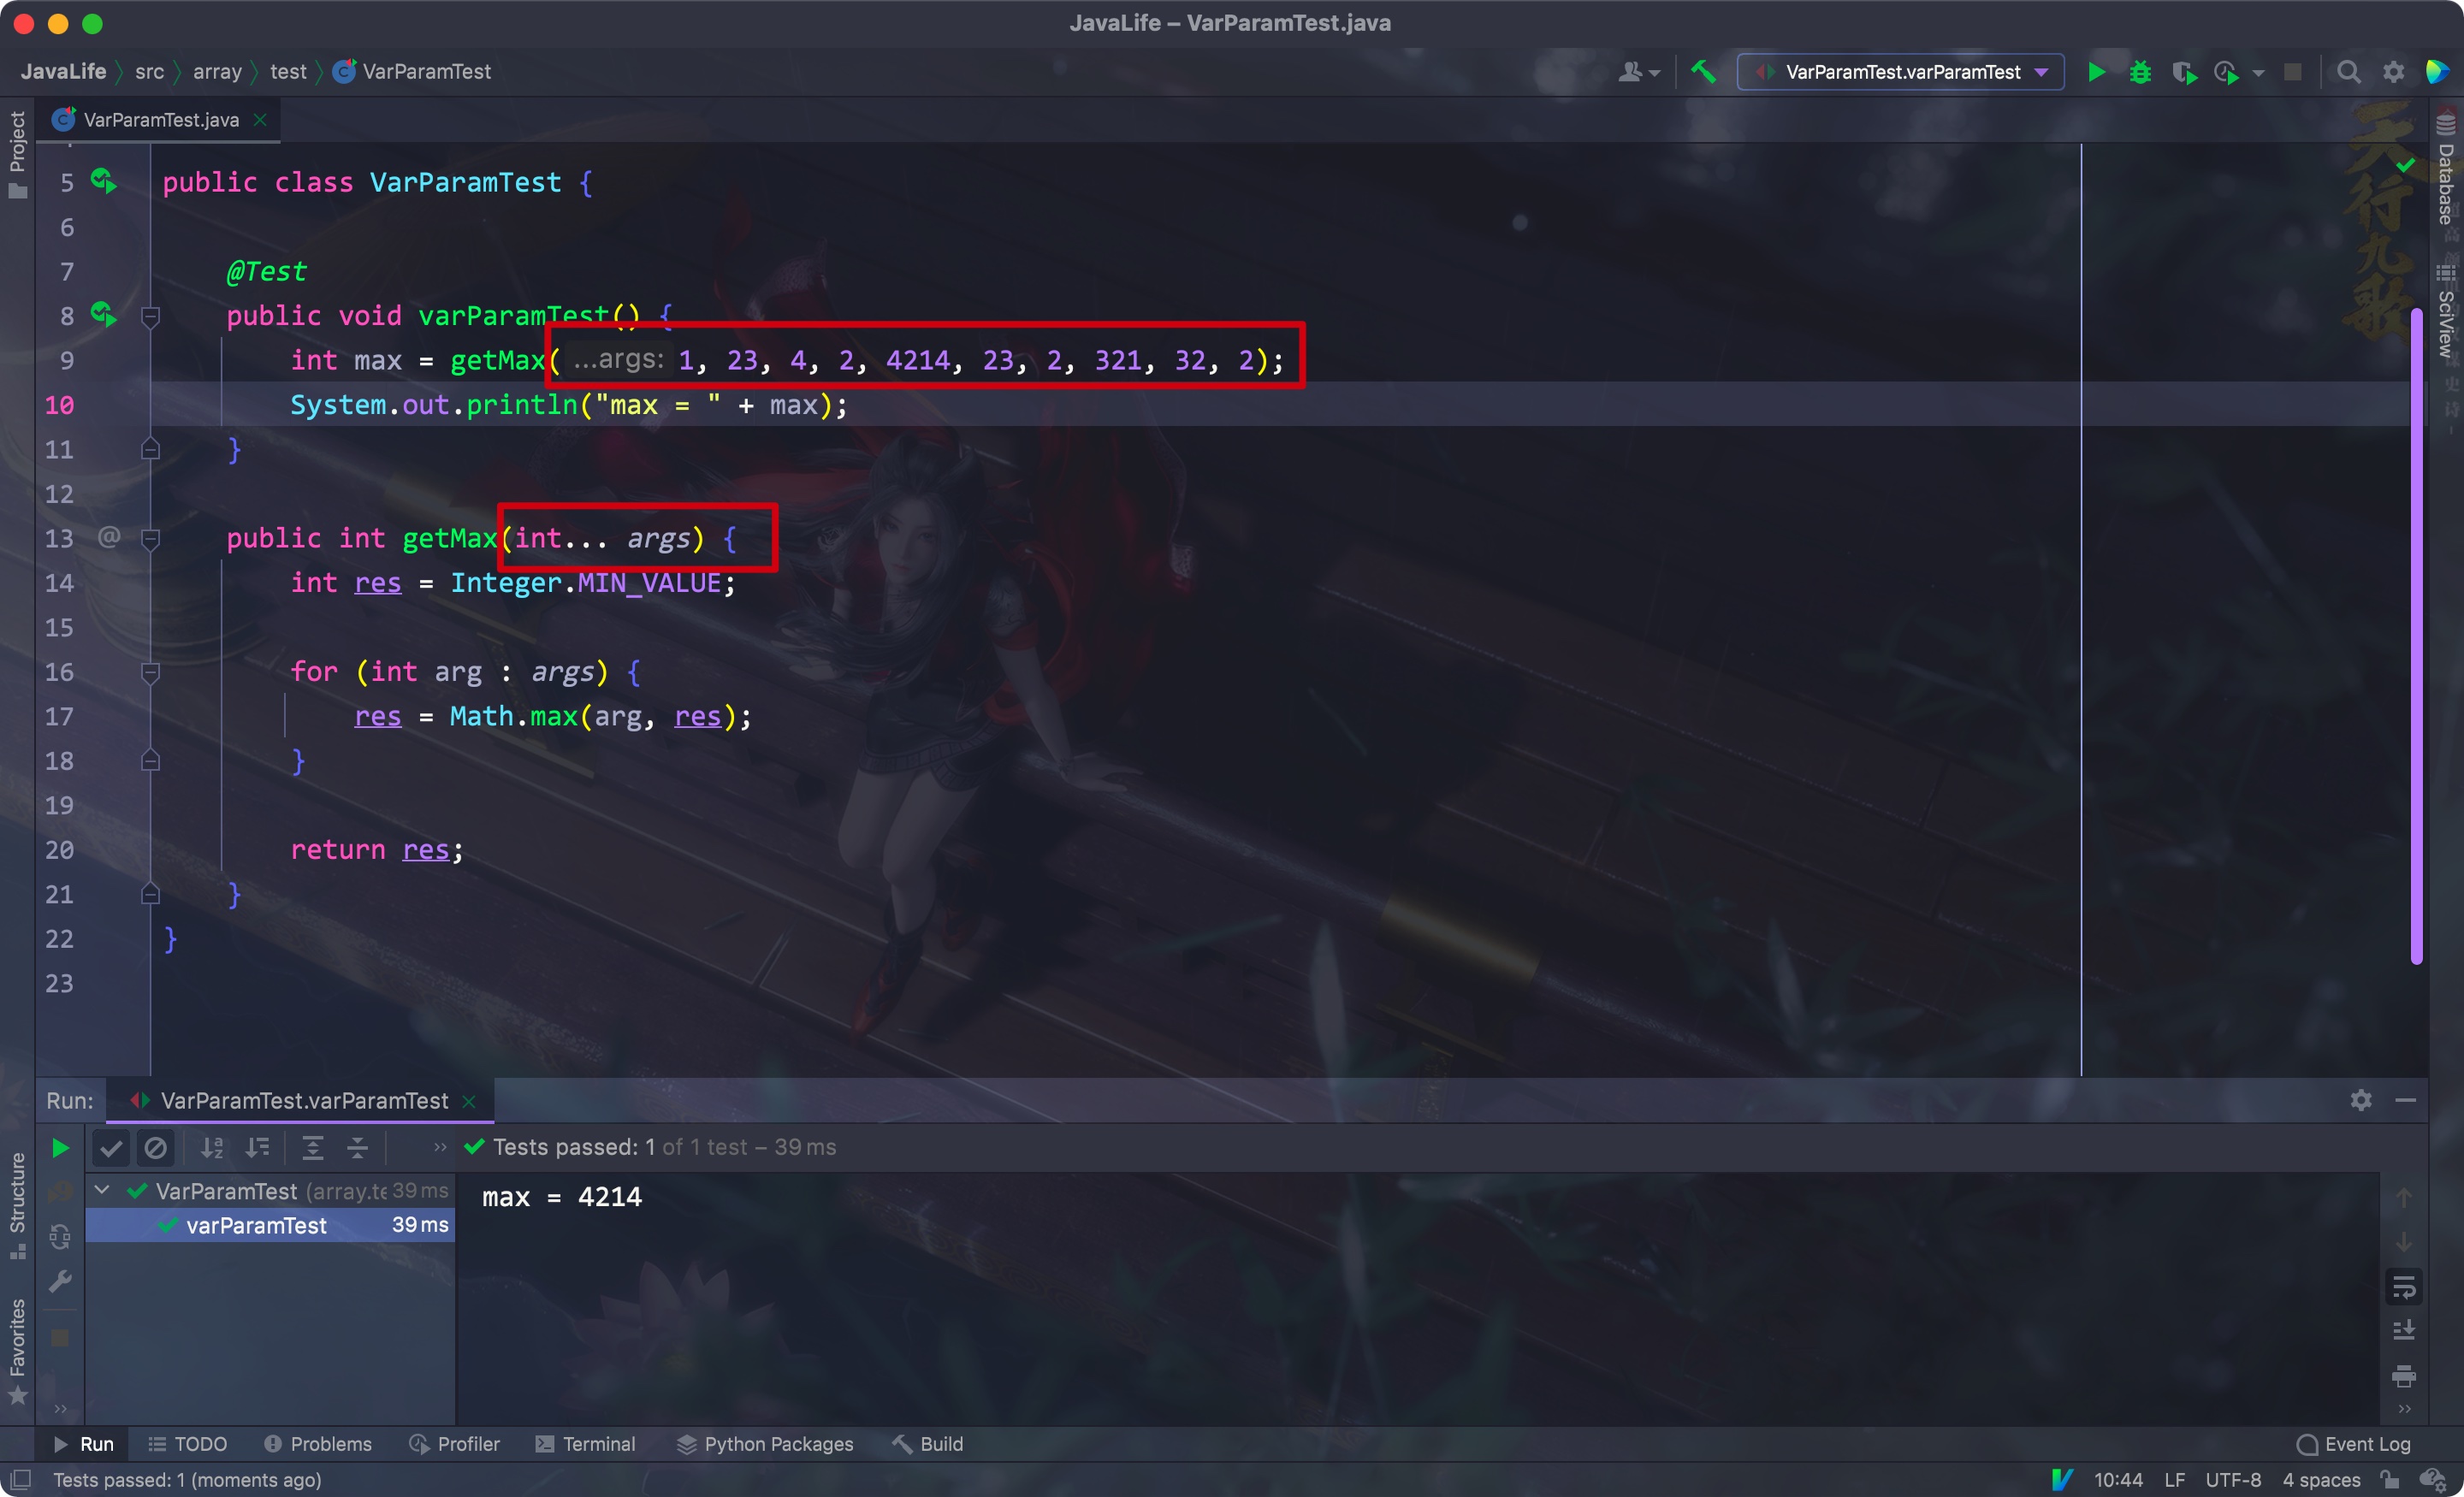 JavaLife – VarParamTest.java
JavaLife src array test VarParamTest
VarParamTest.varParamTest
VarParamTest.java
Project
Database
SciView
天行九歌
5 public class VarParamTest {
6
7 @Test
8 public void varParamTest() {
9 int max = getMax( ...args: 1, 23, 4, 2, 4214, 23, 2, 321, 32, 2);
10 System.out.println("max = " + max);
11 }
12
13 @ public int getMax(int... args) {
14 int res = Integer.MIN_VALUE;
15
16 for (int arg : args) {
17 res = Math.max(arg, res);
18 }
19
20 return res;
21 }
22 }
23
Run: VarParamTest.varParamTest
Tests passed: 1 of 1 test – 39 ms
VarParamTest (array.te 39 ms
varParamTest 39 ms
max = 4214
Structure
Favorites
Run TODO Problems Profiler Terminal Python Packages Build Event Log
Tests passed: 1 (moments ago) 10:44 LF UTF-8 4 spaces